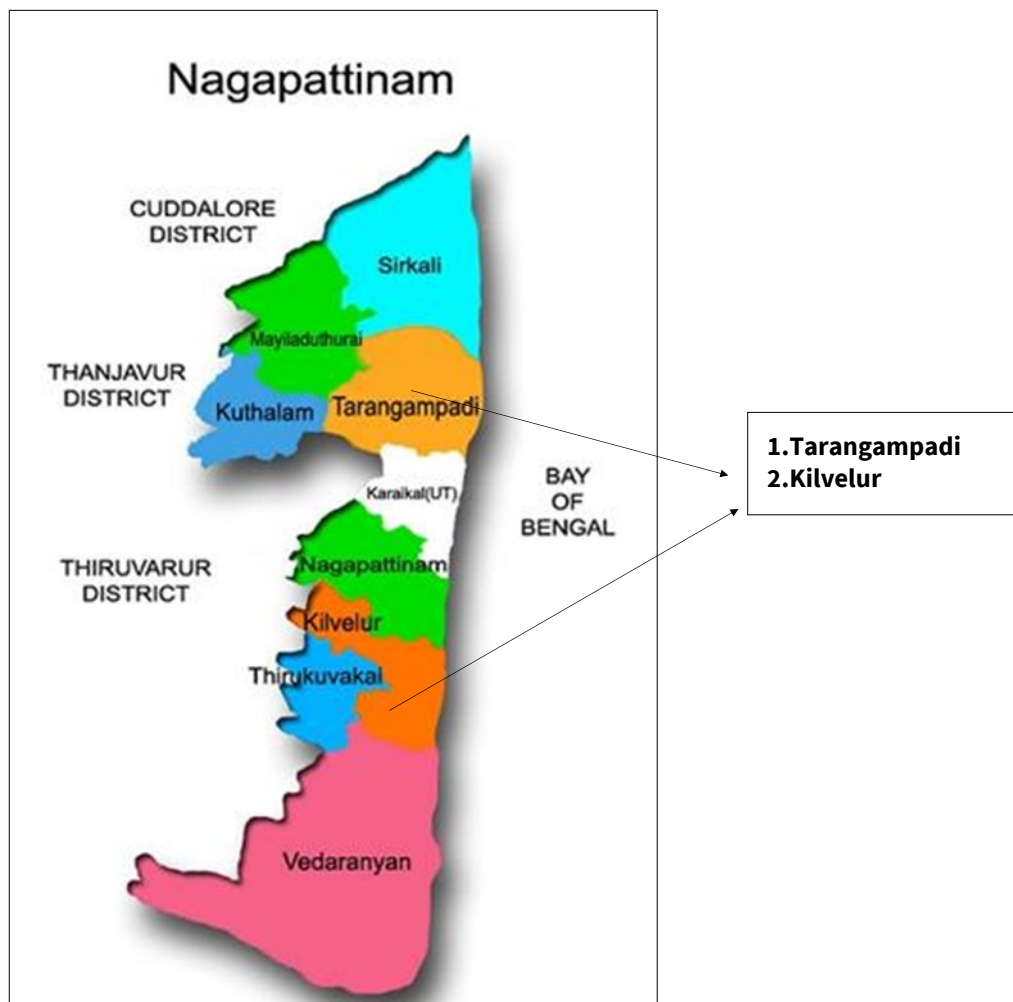 Nagapattinam
CUDDALORE
DISTRICT
Sirkali
Mayiladuthurai
THANJAVUR
DISTRICT
Kuthalam
Tarangampadi
1.Tarangampadi
2.Kilvelur
Karaikal(UT)
BAY
OF
BENGAL
THIRUVARUR
DISTRICT
Nagapattinam
Kilvelur
Thirukuvakal
Vedaranyan